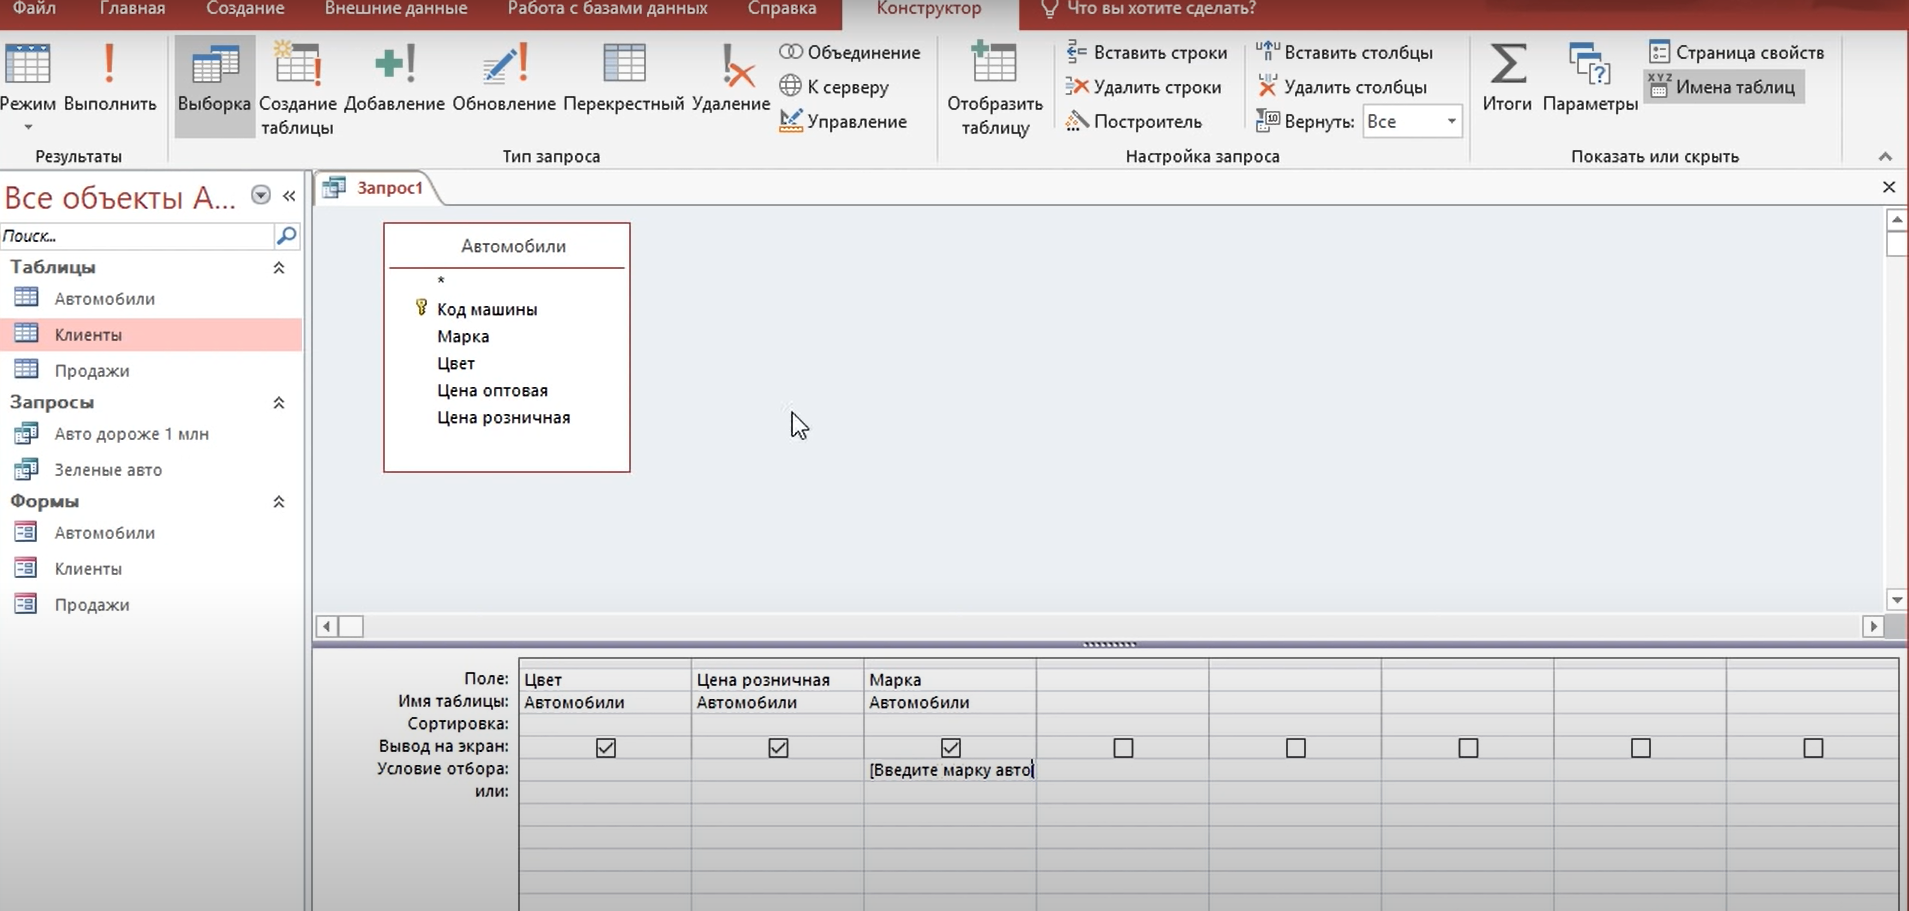 Файл Главная Создание Внешние данные Работа с базами данных Справка Конструктор Что вы хотите сделать?
Режим
Выполнить
Результаты
Выборка
Создание таблицы
Добавление
Обновление
Перекрестный
Удаление
Объединение
К серверу
Управление
Тип запроса
Отобразить таблицу
Вставить строки
Удалить строки
Построитель
Вставить столбцы
Удалить столбцы
Вернуть: Все
Настройка запроса
Итоги
Параметры
Страница свойств
Имена таблиц
Показать или скрыть
Все объекты A...
Поиск...
Таблицы
Автомобили
Клиенты
Продажи
Запросы
Авто дороже 1 млн
Зеленые авто
Формы
Автомобили
Клиенты
Продажи
Запрос1
Автомобили
*
Код машины
Марка
Цвет
Цена оптовая
Цена розничная
Поле: Цвет Цена розничная Марка
Имя таблицы: Автомобили Автомобили Автомобили
Сортировка:
Вывод на экран:
Условие отбора: [Введите марку авто
или: